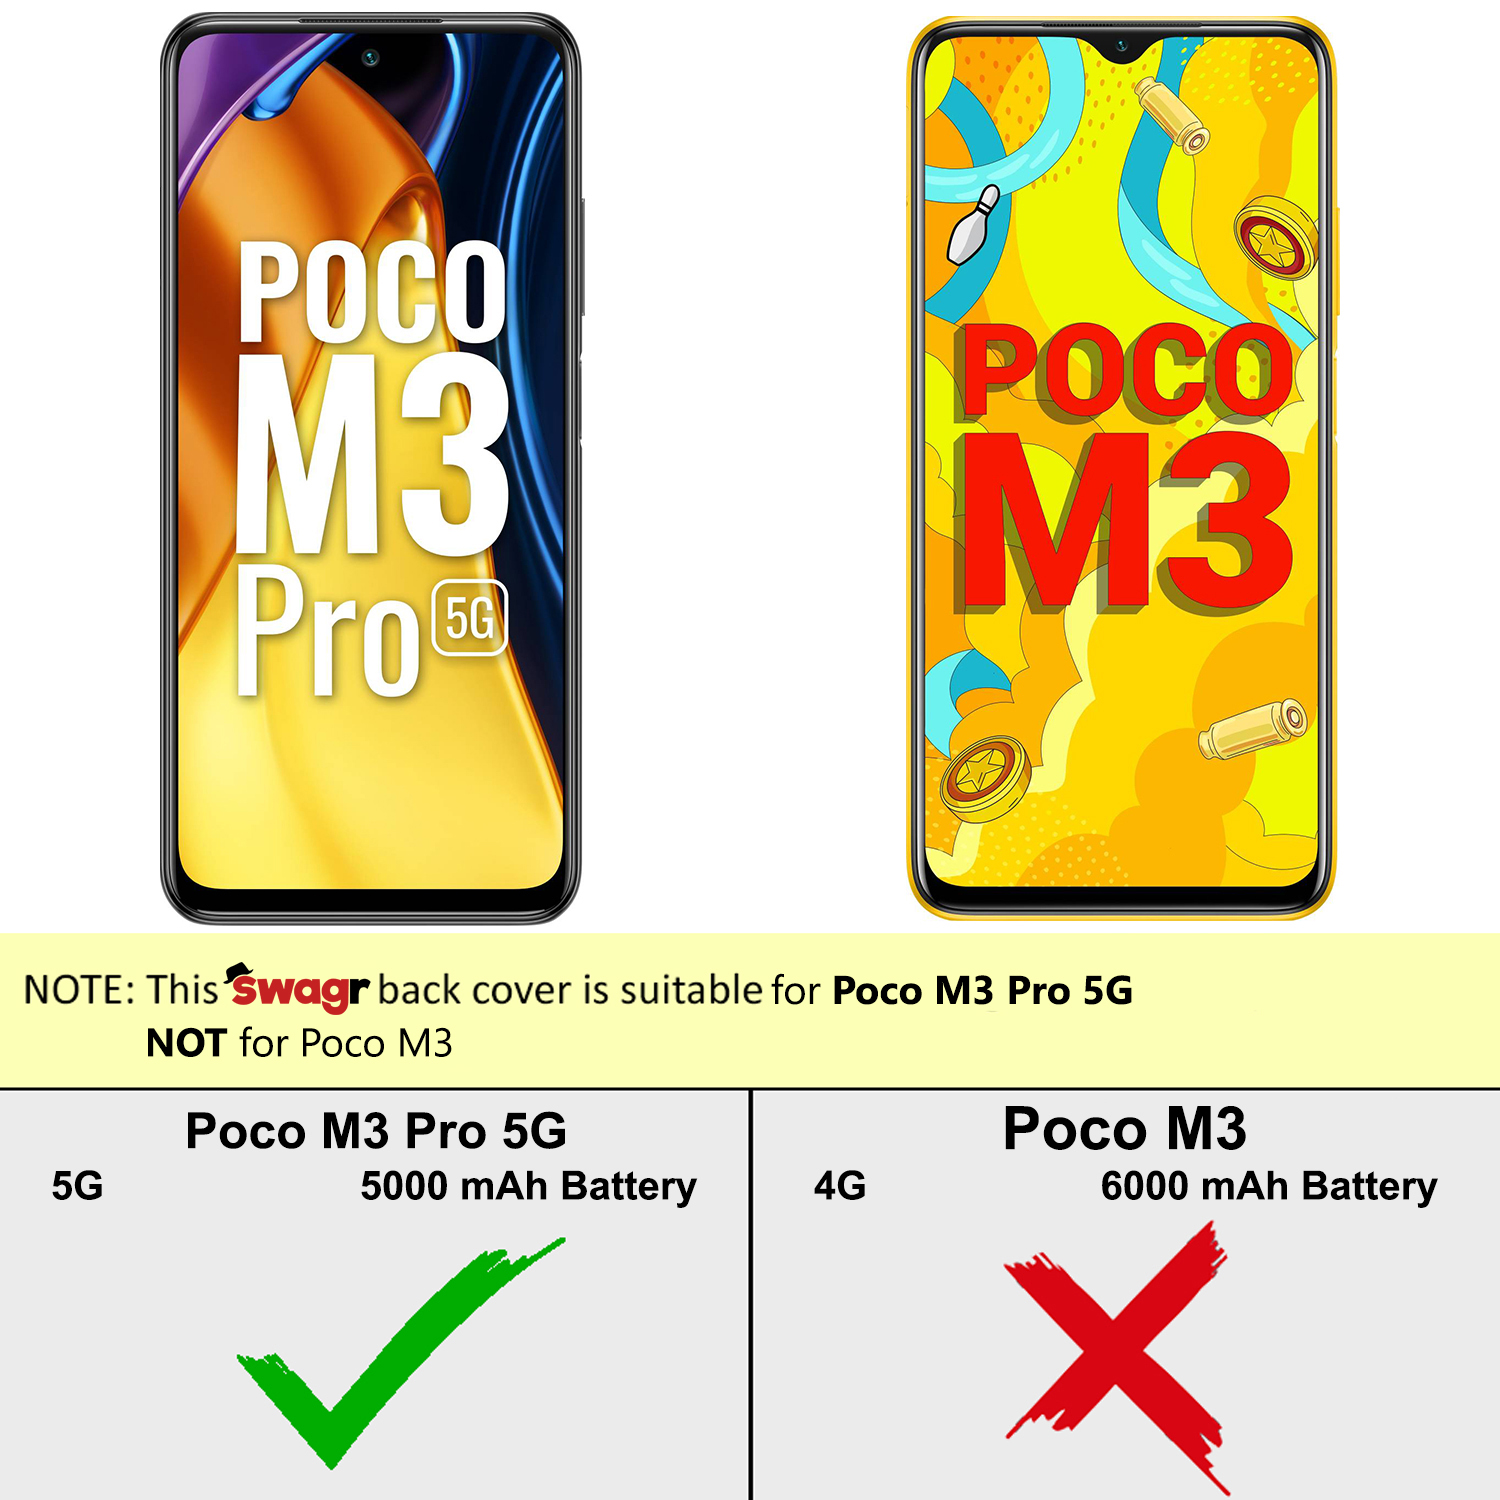 POCO
M3
Pro 5G
POCO
M3
NOTE: This Swagr back cover is suitable for Poco M3 Pro 5G
NOT for Poco M3
Poco M3 Pro 5G
5G 5000 mAh Battery
Poco M3
4G 6000 mAh Battery